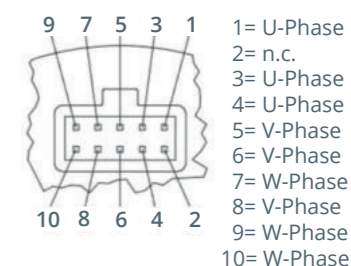 9 7 5 3 1
10 8 6 4 2
1= U-Phase
2= n.c.
3= U-Phase
4= U-Phase
5= V-Phase
6= V-Phase
7= W-Phase
8= V-Phase
9= W-Phase
10= W-Phase